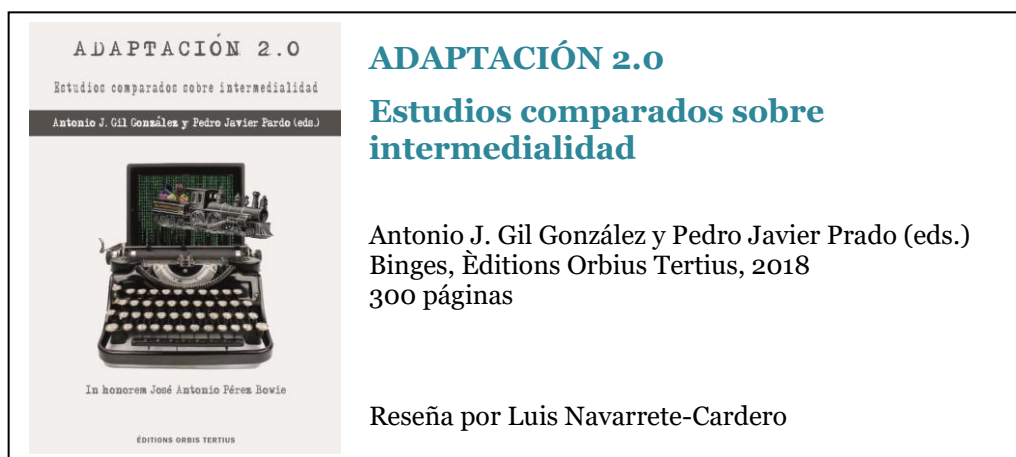 ADAPTACIÓN 2.0
Estudios comparados sobre intermedialidad
Antonio J. Gil González y Pedro Javier Pardo (eds.)
In honorem José Antonio Pérez Bowie
ÉDITIONS ORBIS TERTIUS
ADAPTACIÓN 2.0
Estudios comparados sobre
intermedialidad
Antonio J. Gil González y Pedro Javier Prado (eds.)
Binges, Èditions Orbius Tertius, 2018
300 páginas
Reseña por Luis Navarrete-Cardero